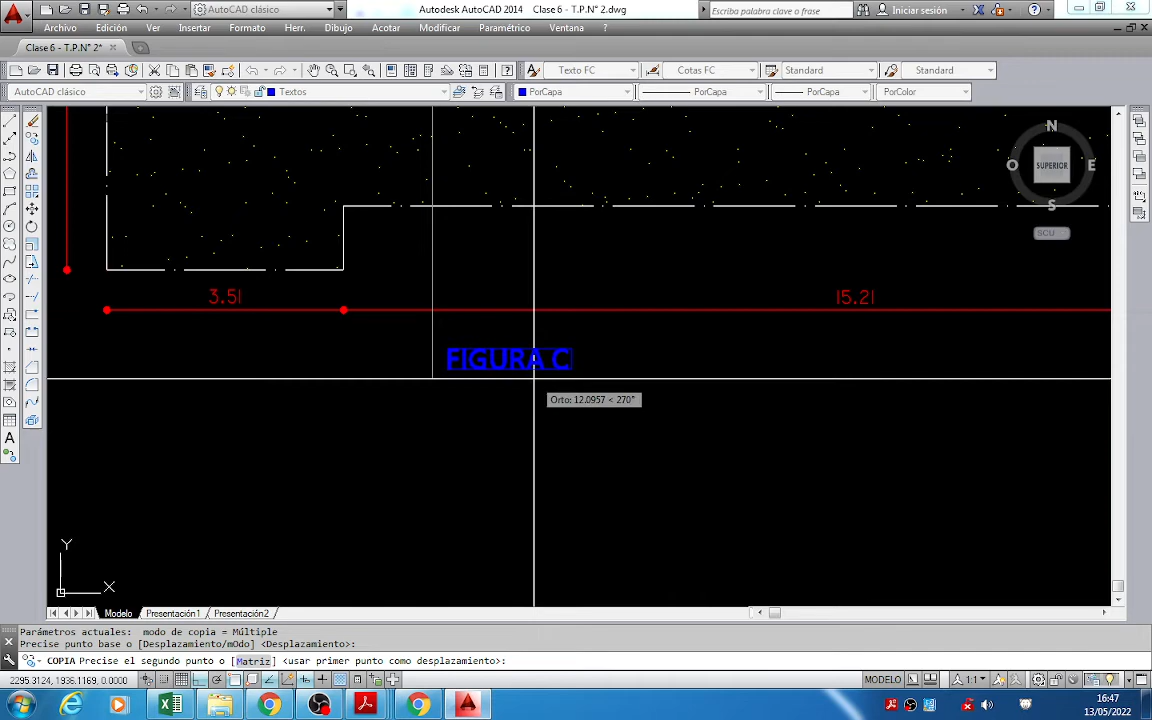 AutoCAD clásico
Autodesk AutoCAD 2014 Clase 6 - T.P.N° 2.dwg
Escriba palabra clave o frase
Iniciar sesión
Archivo Edición Ver Insertar Formato Herr. Dibujo Acotar Modificar Paramétrico Ventana ?
Clase 6 - T.P.N° 2*
Texto FC Cotas FC Standard Standard
AutoCAD clásico Textos PorCapa PorCapa PorCapa PorColor
N
O SUPERIOR E
S
SCU
3.51 15.21
FIGURA C
Orto: 12.0957 < 270°
Y
X
Modelo Presentación1 Presentación2
Parámetros actuales: modo de copia = Múltiple
Precise punto base o [Desplazamiento/mOdo] <Desplazamiento>:
COPIA Precise el segundo punto o [Matriz] <usar primer punto como desplazamiento>:
2295.3124, 1936.1169, 0.0000 MODELO 1:1
16:47
13/05/2022